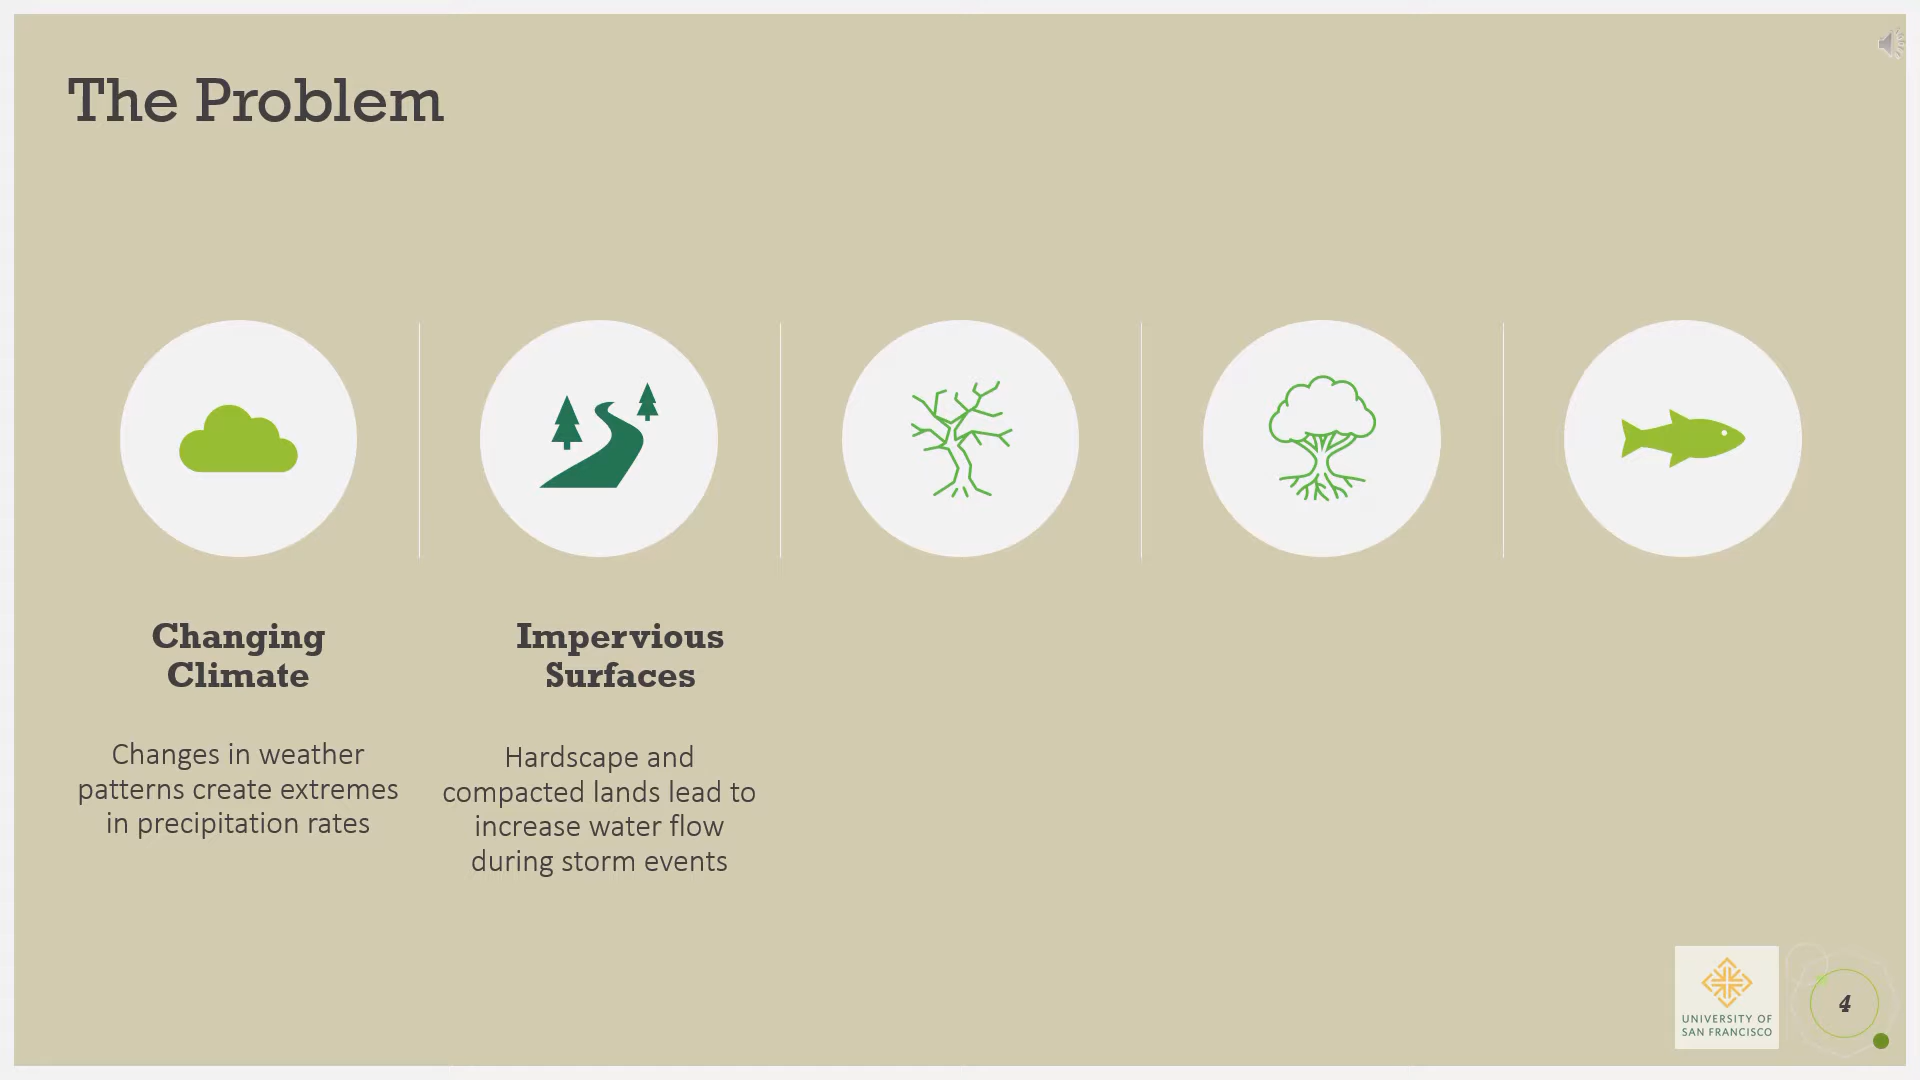 The Problem
Changing
Climate
Changes in weather
patterns create extremes
in precipitation rates
Impervious
Surfaces
Hardscape and
compacted lands lead to
increase water flow
during storm events
UNIVERSITY OF
SAN FRANCISCO
4